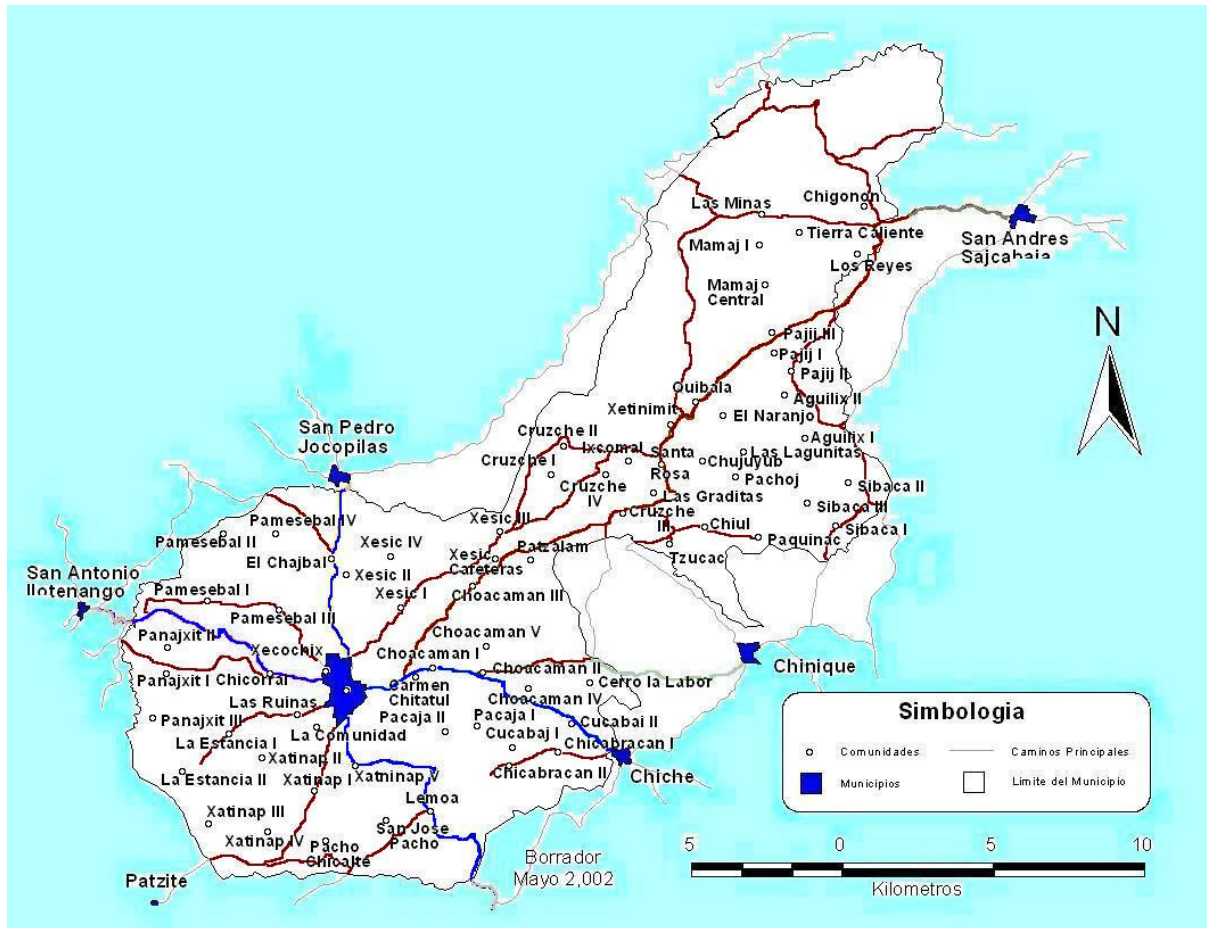 Las Minas
Chigonon
Tierra Caliente
San Andres
Sajcabaja
Mamaj I
Los Reyes
Mamaj
Central
N
Pajij III
Pajij I
Pajij II
Quibala
Aguilix II
Xetinimit
El Naranjo
San Pedro
Jocopilas
Cruzche II
Ixcomal
Santa
Rosa
Aguilix I
Las Lagunitas
Cruzche I
Chujuyub
Cruzche
IV
Pachoj
Sibaca II
Las Graditas
Sibaca III
Xesic III
Cruzche
III
Chiul
Sibaca I
Pamesebal IV
Pamesebal II
Xesic IV
Patzalam
Paquinac
Xesic
Cafeteras
Tzucac
El Chajbal
San Antonio
Ilotenango
Xesic II
Pamesebal I
Xesic I
Choacaman III
Pamesebal III
Panajxit II
Choacaman V
Xecochix
Choacaman I
Chinique
Panajxit I
Chicorral
Choacaman II
Cerro la Labor
Carmen
Chitatul
Choacaman IV
Las Ruinas
Panajxit III
Pacaja II
Pacaja I
Cucabai II
La Comunidad
La Estancia I
Cucabaj I
Chicabracan I
Xatinap II
La Estancia II
Xatinap I
Xatninap V
Chicabracan II
Chiche
Lemoa
Xatinap III
San Jose
Pacho
Xatinap IV
Pacho
Chicalte
Patzite
Borrador
Mayo 2,002
Simbologia
Comunidades
Caminos Principales
Municipios
Limite del Municipio
5 0 5 10
Kilometros